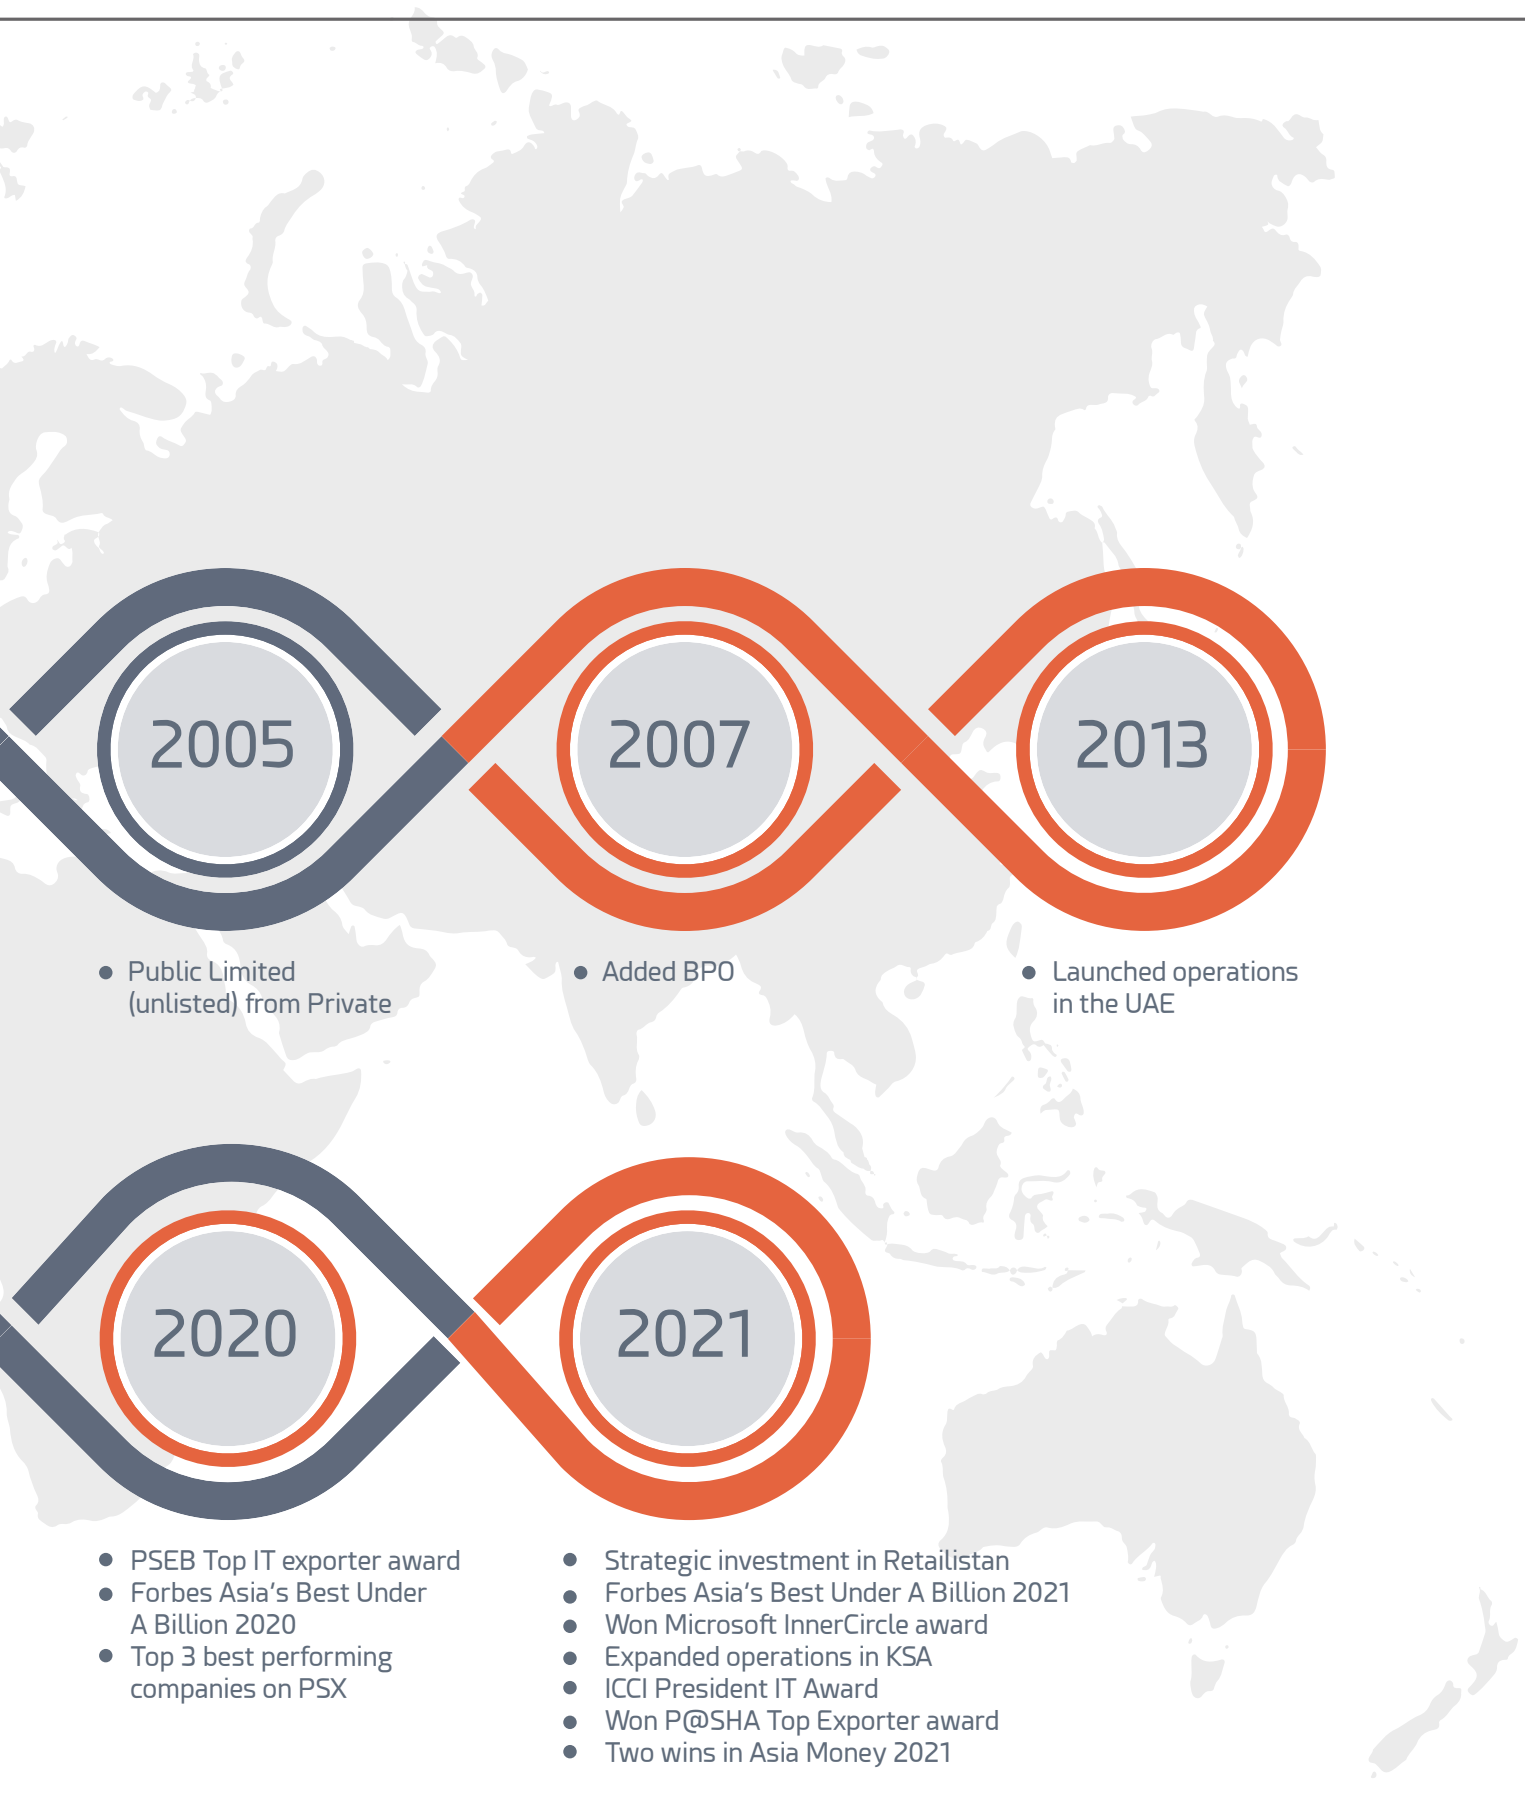 2005
2007
2013
Public Limited
(unlisted) from Private
Added BPO
Launched operations
in the UAE
2020
2021
PSEB Top IT exporter award
Forbes Asia's Best Under
A Billion 2020
Top 3 best performing
companies on PSX
Strategic investment in Retailistan
Forbes Asia's Best Under A Billion 2021
Won Microsoft InnerCircle award
Expanded operations in KSA
ICCI President IT Award
Won P@SHA Top Exporter award
Two wins in Asia Money 2021